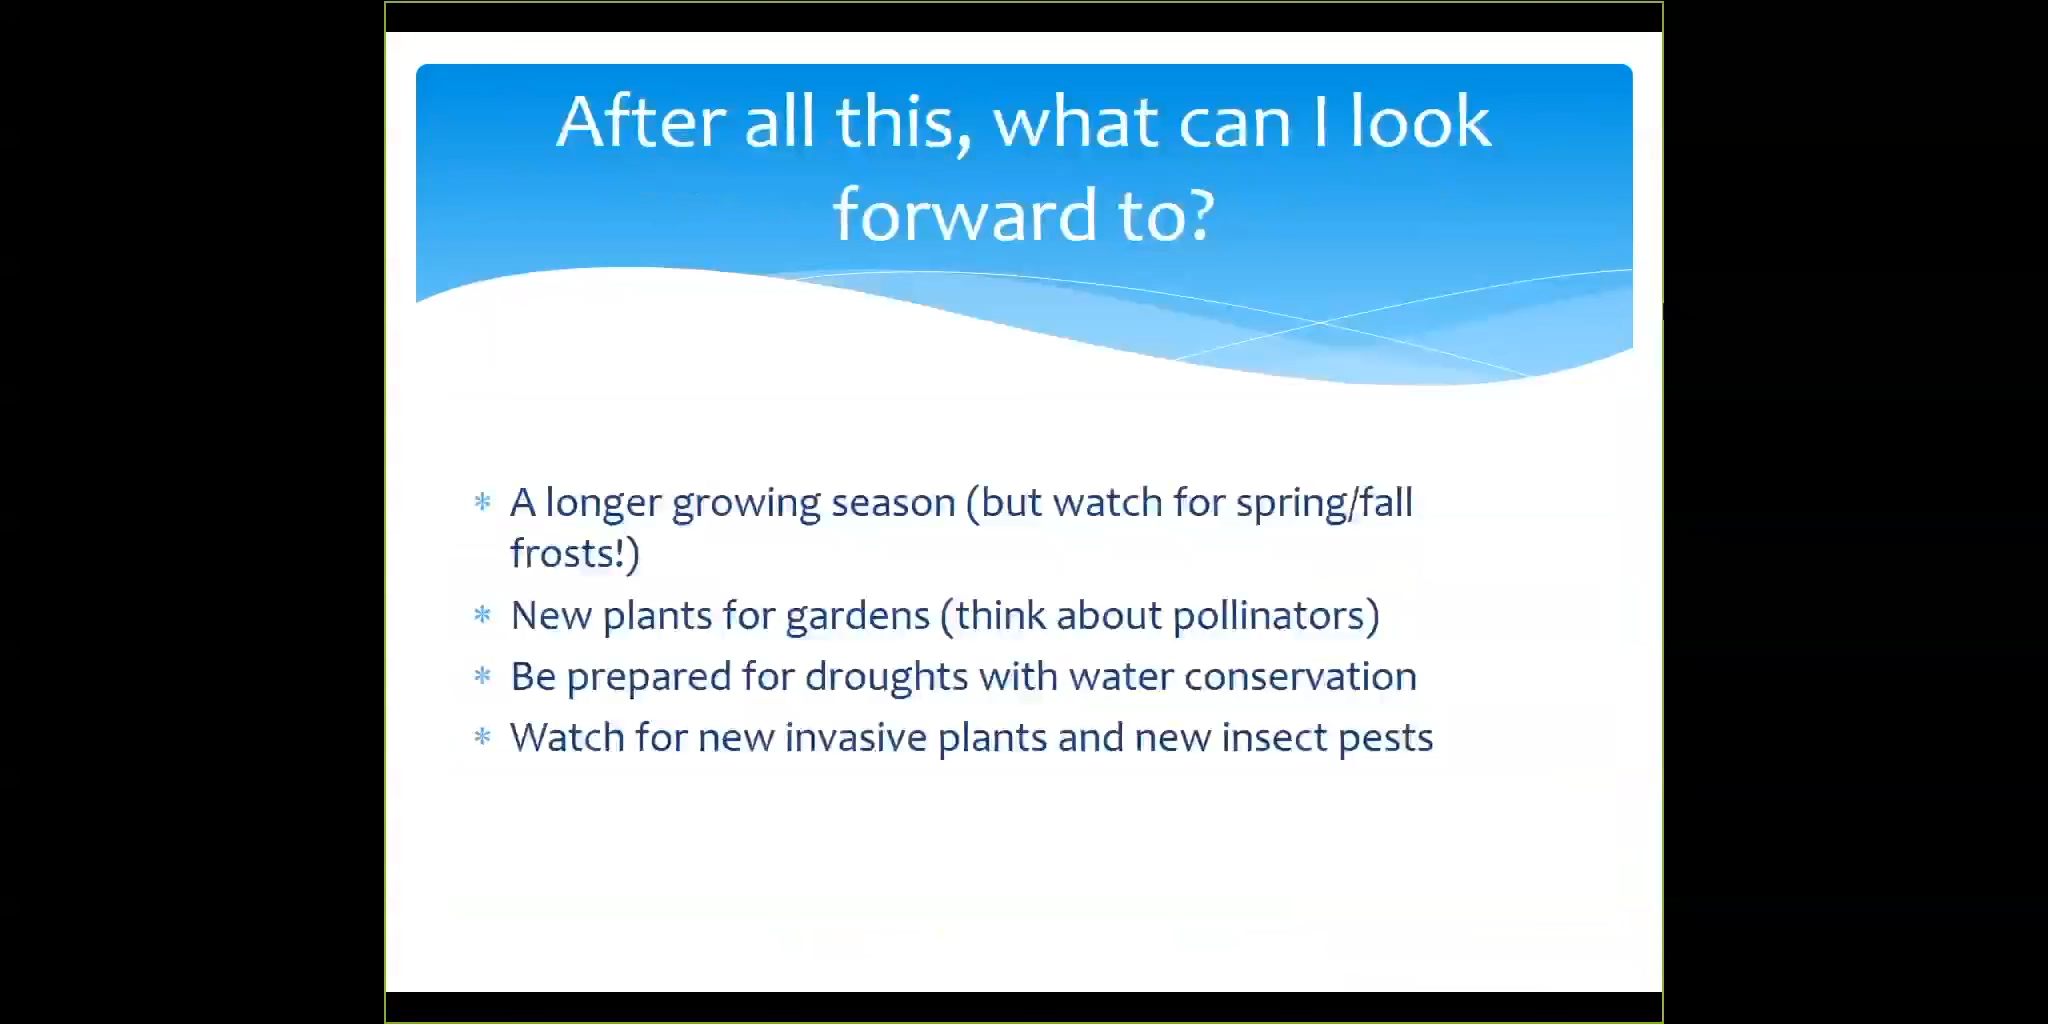 After all this, what can I look
forward to?
* A longer growing season (but watch for spring/fall
frosts!)
* New plants for gardens (think about pollinators)
* Be prepared for droughts with water conservation
* Watch for new invasive plants and new insect pests